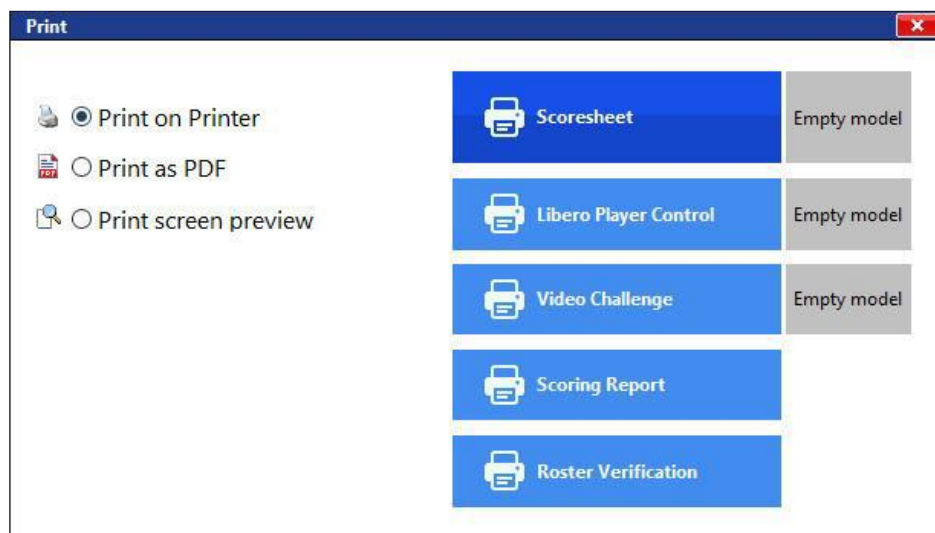 Print
Print on Printer
Print as PDF
Print screen preview
Scoresheet
Empty model
Libero Player Control
Empty model
Video Challenge
Empty model
Scoring Report
Roster Verification